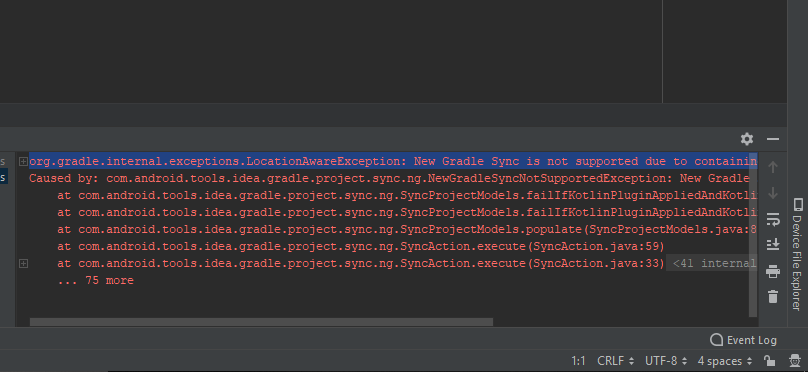 org.gradle.internal.exceptions.LocationAwareException: New Gradle Sync is not supported due to containin
s
Caused by: com.android.tools.idea.gradle.project.sync.ng.NewGradleSyncNotSupportedException: New Gradle
s
at com.android.tools.idea.gradle.project.sync.ng.SyncProjectModels.failIfKotlinPluginAppliedAndKotli
at com.android.tools.idea.gradle.project.sync.ng.SyncProjectModels.failIfKotlinPluginAppliedAndKotli
at com.android.tools.idea.gradle.project.sync.ng.SyncProjectModels.populate(SyncProjectModels.java:8
at com.android.tools.idea.gradle.project.sync.ng.SyncAction.execute(SyncAction.java:59)
at com.android.tools.idea.gradle.project.sync.ng.SyncAction.execute(SyncAction.java:33) <41 internal
... 75 more
Device File Explorer
Event Log
1:1 CRLF UTF-8 4 spaces